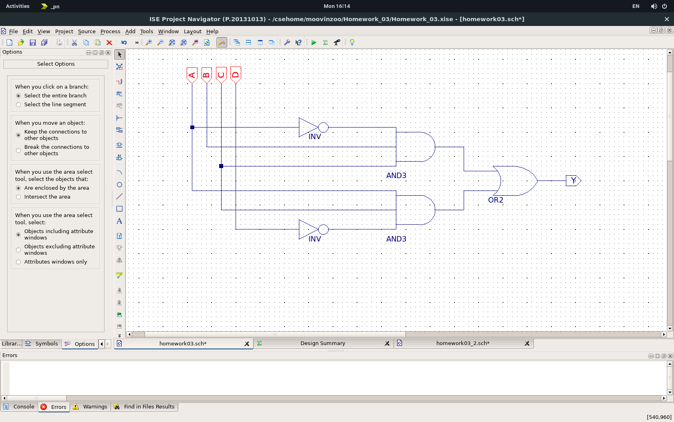 Activities
_pn
Mon 16:14
EN
ISE Project Navigator (P.20131013) - /csehome/moovinzoo/Homework_03/Homework_03.xise - [homework03.sch*]
File Edit View Project Source Process Add Tools Window Layout Help
Options
Select Options
When you click on a branch:
Select the entire branch
Select the line segment
When you move an object:
Keep the connections to
other objects
Break the connections to
other objects
When you use the area select
tool, select the objects that:
Are enclosed by the area
Intersect the area
When you use the area select
tool, select:
Objects including attribute
windows
Objects excluding attribute
windows
Attributes windows only
A B C D
INV
AND3
Y
OR2
INV
AND3
Librar... Symbols Options
homework03.sch* Design Summary homework03_2.sch*
Errors
Console Errors Warnings Find in Files Results
[540,960]